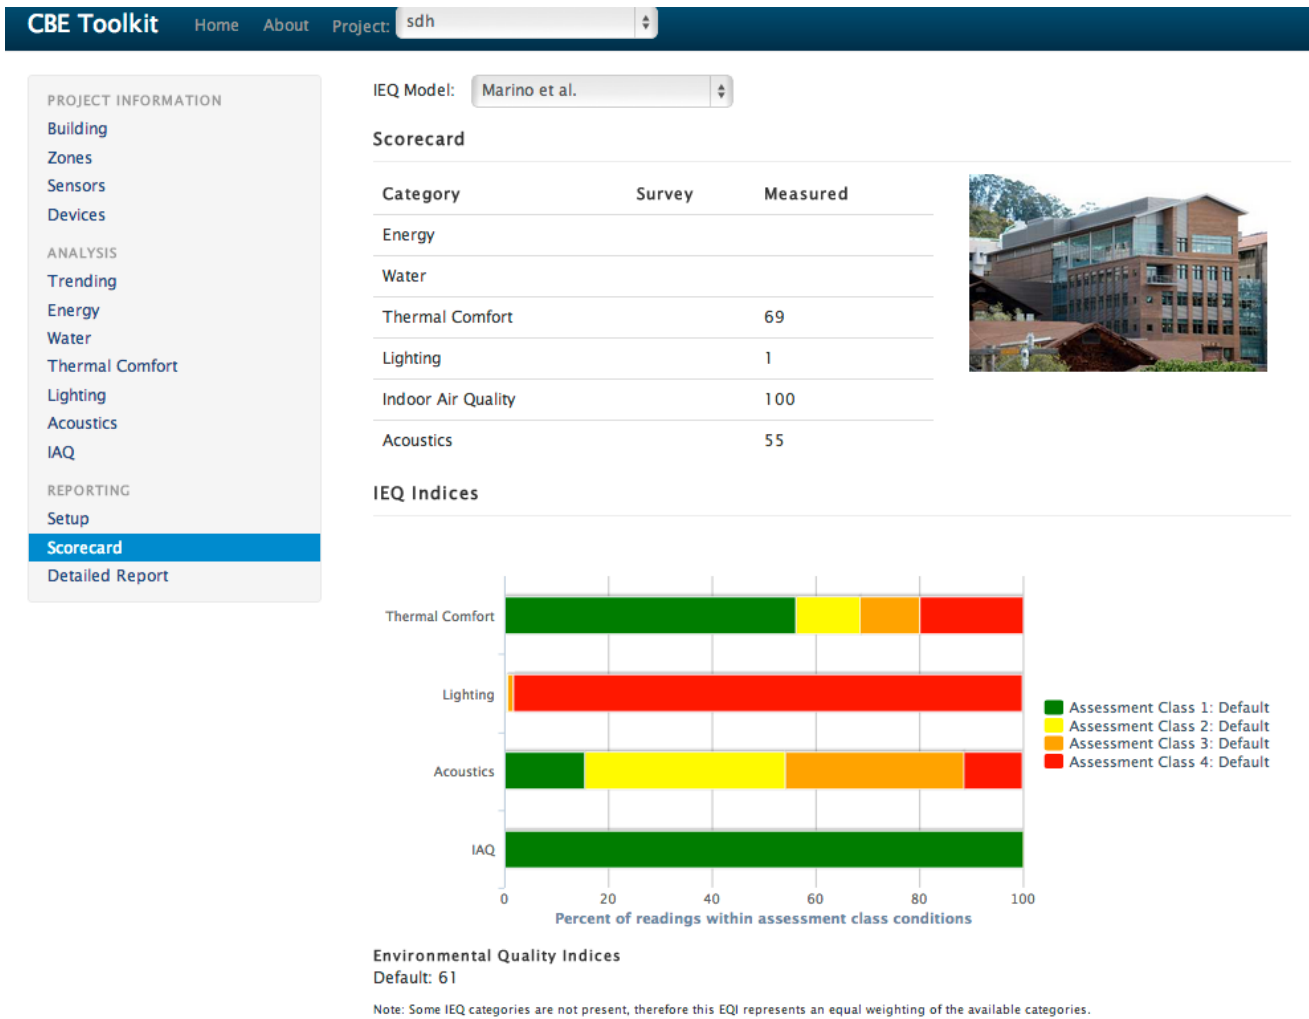 CBE Toolkit Home About Project: sdh
PROJECT INFORMATION
Building
Zones
Sensors
Devices
ANALYSIS
Trending
Energy
Water
Thermal Comfort
Lighting
Acoustics
IAQ
REPORTING
Setup
Scorecard
Detailed Report
IEQ Model: Marino et al.
Scorecard
Category Survey Measured
Energy
Water
Thermal Comfort 69
Lighting 1
Indoor Air Quality 100
Acoustics 55
IEQ Indices
Thermal Comfort
Lighting
Acoustics
IAQ
0 20 40 60 80 100
Percent of readings within assessment class conditions
Assessment Class 1: Default
Assessment Class 2: Default
Assessment Class 3: Default
Assessment Class 4: Default
Environmental Quality Indices
Default: 61
Note: Some IEQ categories are not present, therefore this EQI represents an equal weighting of the available categories.